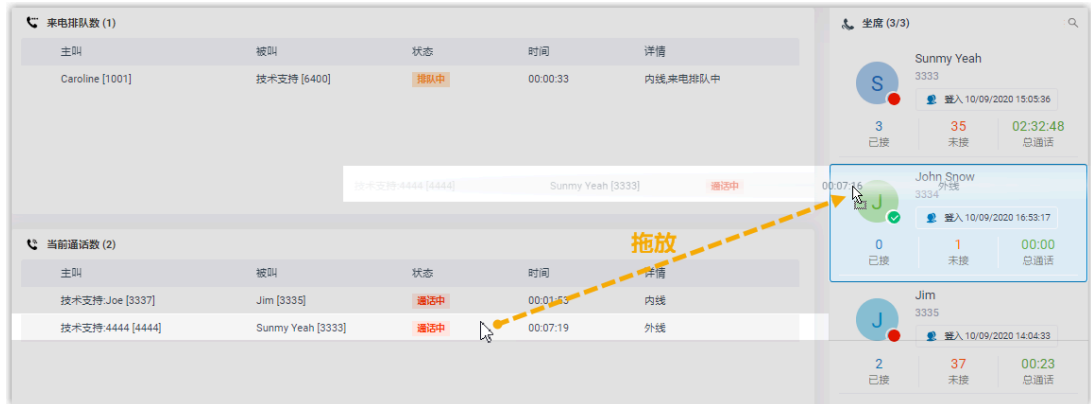 来电排队数 (1)
主叫 被叫 状态 时间 详情
Caroline [1001] 技术支持 [6400] 排队中 00:00:33 内线,来电排队中
技术支持:4444 [4444] Sunmy Yeah [3333] 通话中 00:07:16 外线
当前通话数 (2)
拖放
主叫 被叫 状态 时间 详情
技术支持:Joe [3337] Jim [3335] 通话中 00:01:53 内线
技术支持:4444 [4444] Sunmy Yeah [3333] 通话中 00:07:19 外线
坐席 (3/3)
S
Sunmy Yeah
3333
登入 10/09/2020 15:05:36
3 35 02:32:48
已接 未接 总通话
J
John Snow
3334
登入 10/09/2020 16:53:17
0 1 00:00
已接 未接 总通话
J
Jim
3335
登入 10/09/2020 14:04:33
2 37 00:23
已接 未接 总通话